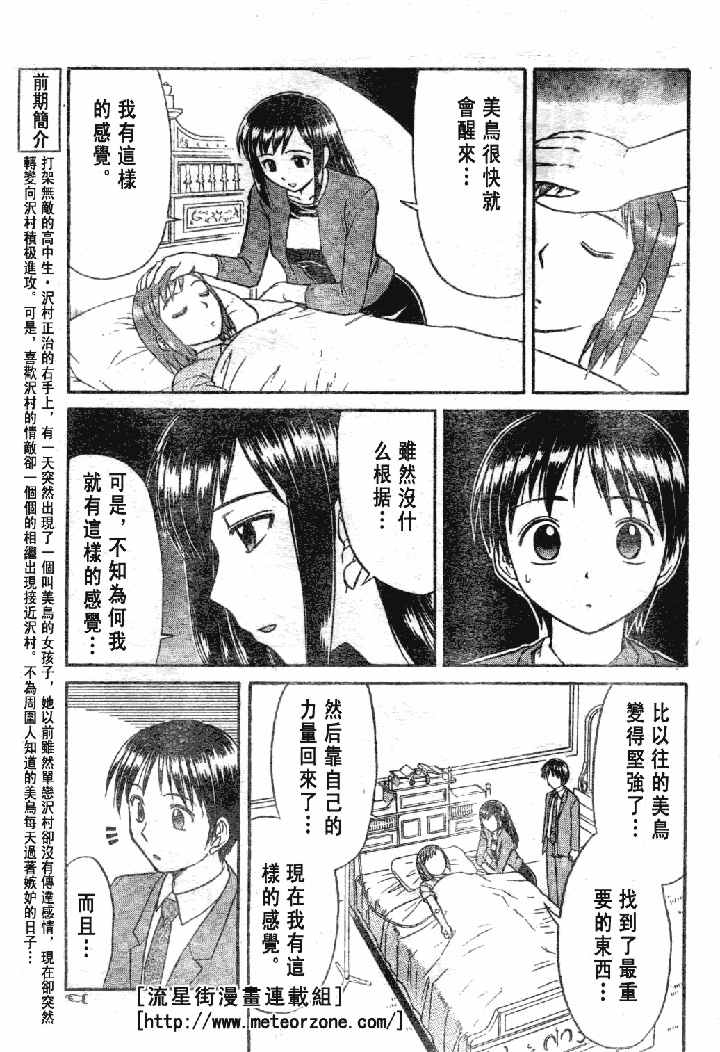 美鳥很快就
會醒來…
我有這樣
的感覺。
雖然沒什
么根据…
可是，不知為何我
就有這樣的感覺…
比以往的美鳥
變得堅強了…
找到了最重
要的東西…
然后靠自己的
力量回來了…
現在我有這
樣的感覺。
而且…
前期簡介
打架無敵的高中生·沢村正治的右手上，有一天突然出現了一個叫美鳥的女孩子，她以前雖然單戀沢村卻沒有傳達感情，現在卻突然
轉變向沢村積极進攻。可是，喜歡沢村的情敵卻一個個的相繼出現接近沢村。不為周圍人知道的美鳥每天過著嫉妒的日子…
[流星街漫畫連載組]
[http://www.meteorzone.com/]